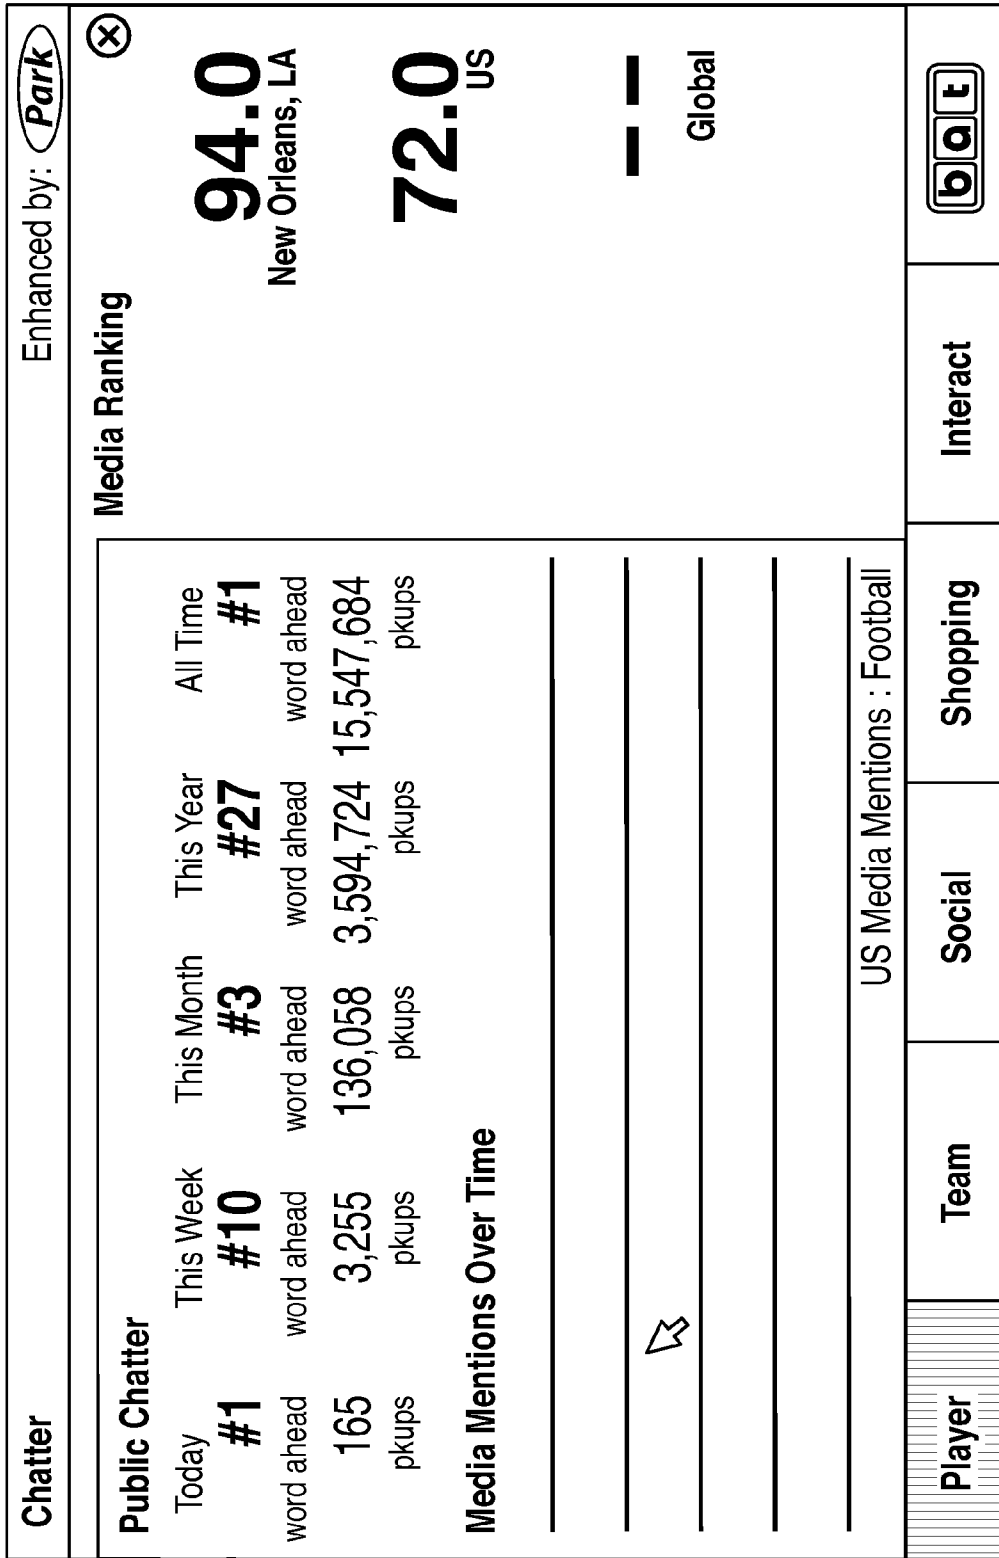 Chatter
Enhanced by: Park
Public Chatter
Today This Week This Month This Year All Time
#1 #10 #3 #27 #1
word ahead word ahead word ahead word ahead word ahead
165 3,255 136,058 3,594,724 15,547,684
pkups pkups pkups pkups pkups
Media Mentions Over Time
US Media Mentions : Football
Media Ranking
94.0
New Orleans, LA
72.0
US
--
Global
Player Team Social Shopping Interact bat